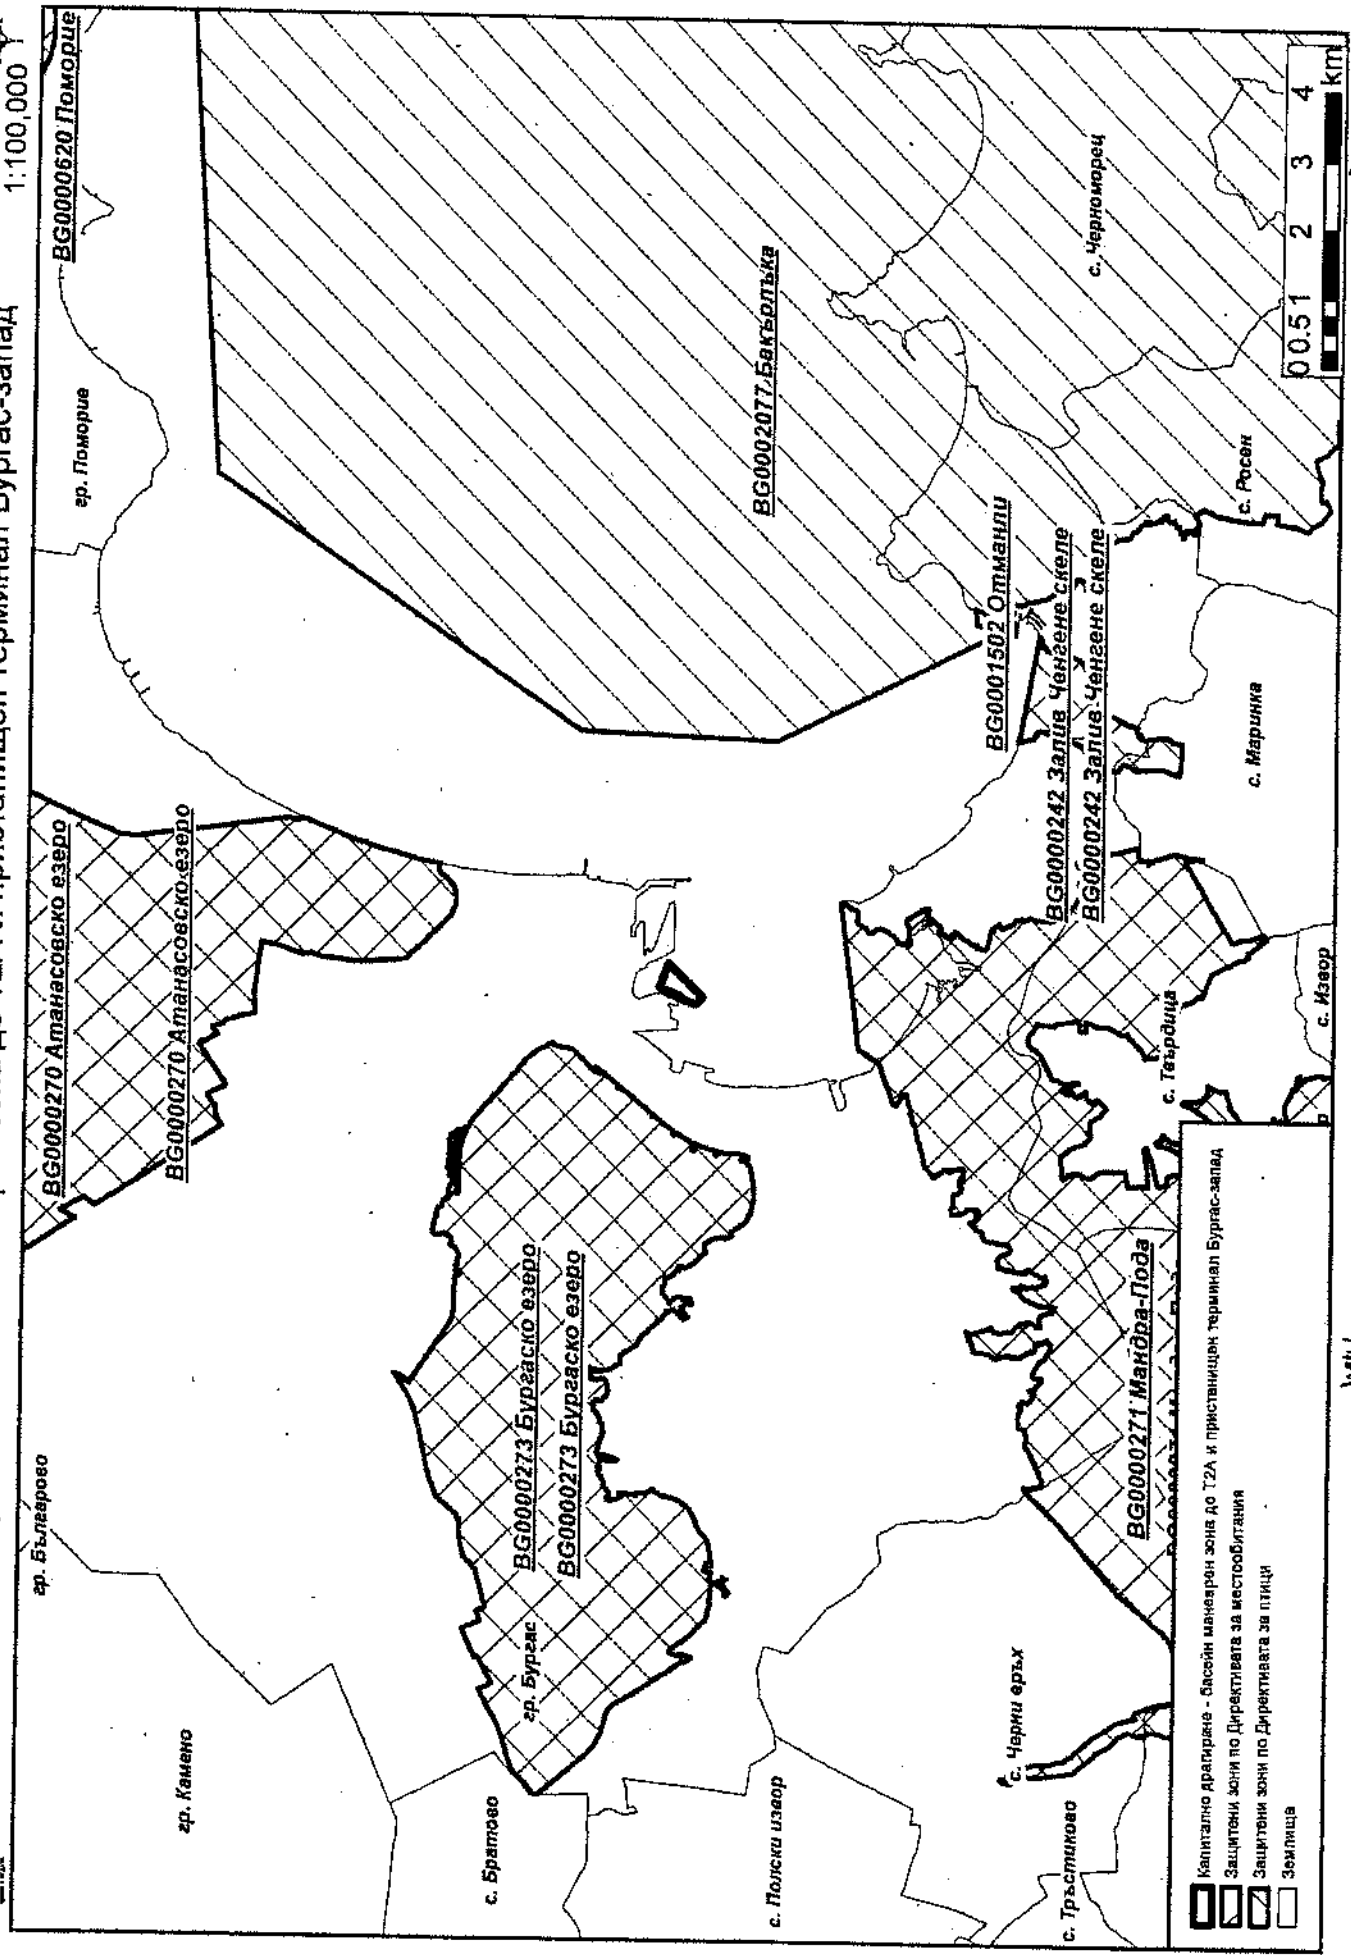 пристанищен терминал Бургас-запад
1:100,000
гр. Българово
BG0000270 Атанасовско езеро
BG0000270 Атанасовско езеро
гр. Поморие
BG0000620 Поморие
гр. Камено
с. Братово
гр. Бургас
BG0000273 Бургаско езеро
BG0000273 Бургаско езеро
BG0002077 Бакърлъка
с. Полски извор
с. Черни връх
с. Тръстиково
BG0000271 Мандра-Пода
с. Твърдица
BG0001502 Отманли
BG0000242 Залив Ченгене скеле
BG0000242 Залив Ченгене скеле
с. Черноморец
с. Маринка
с. Росен
с. Извор
Капитално драгиране - басейн маневрен зона до Т2А и пристанищен терминал Бургас-запад
Защитени зони по Директивата за местообитания
Защитени зони по Директивата за птици
Землища
0 0.5 1 2 3 4
km